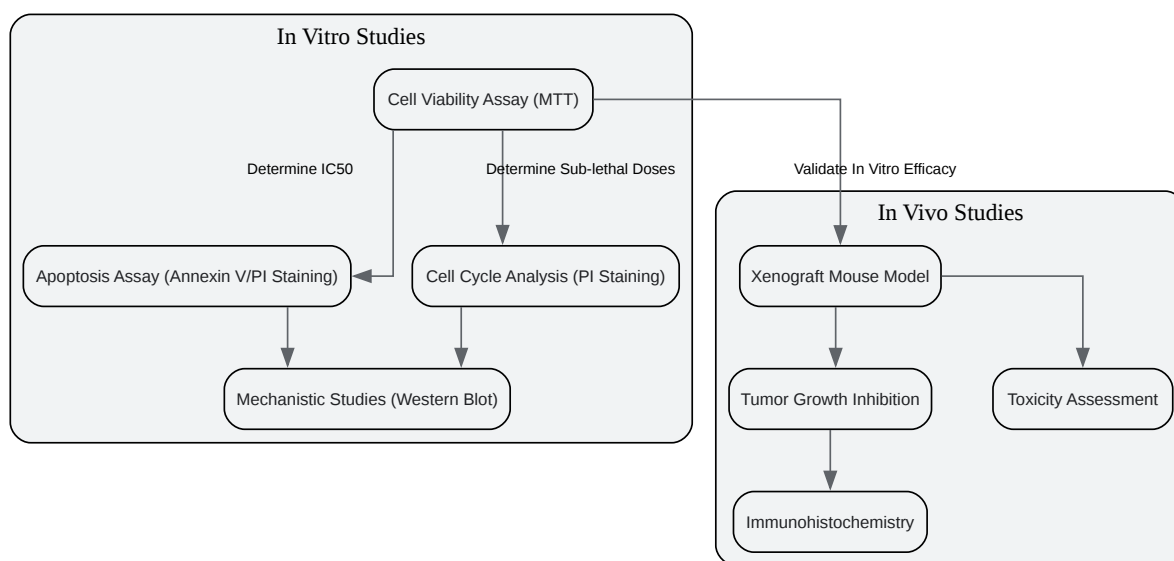 In Vitro Studies
Cell Viability Assay (MTT)
Determine IC50
Determine Sub-lethal Doses
Validate In Vitro Efficacy
In Vivo Studies
Apoptosis Assay (Annexin V/PI Staining)
Cell Cycle Analysis (PI Staining)
Xenograft Mouse Model
Mechanistic Studies (Western Blot)
Tumor Growth Inhibition
Toxicity Assessment
Immunohistochemistry